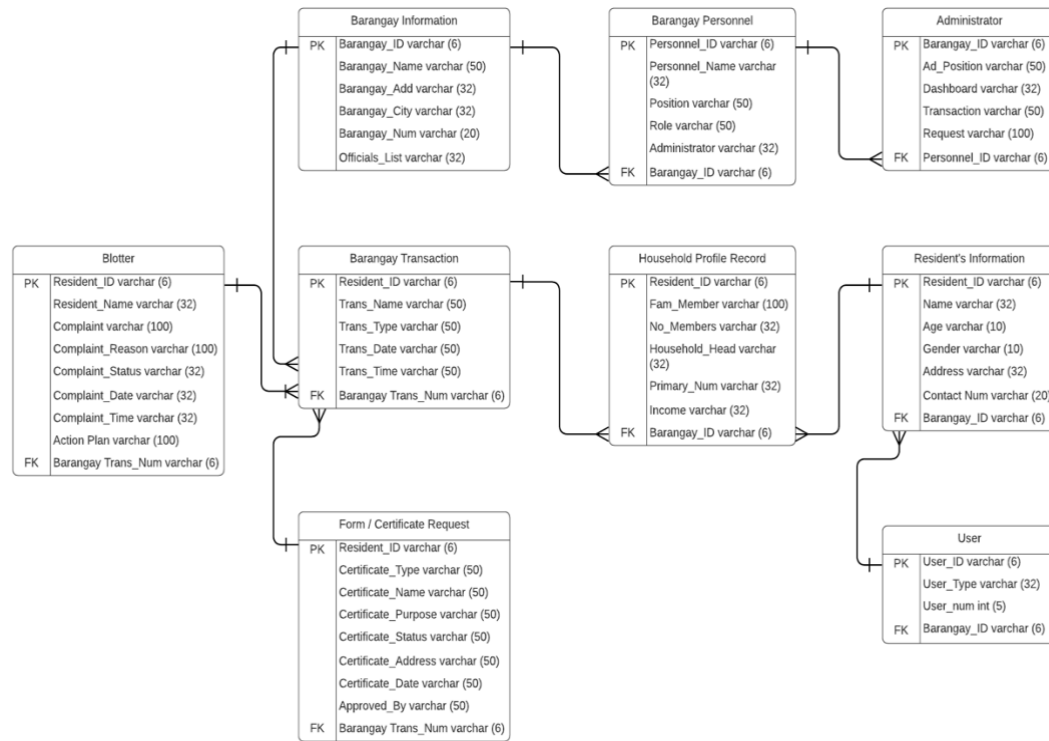 Barangay Information
PK Barangay_ID varchar (6)
Barangay_Name varchar (50)
Barangay_Add varchar (32)
Barangay_City varchar (32)
Barangay_Num varchar (20)
Officials_List varchar (32)
Barangay Personnel
PK Personnel_ID varchar (6)
Personnel_Name varchar
(32)
Position varchar (50)
Role varchar (50)
Administrator varchar (32)
FK Barangay_ID varchar (6)
Administrator
PK Barangay_ID varchar (6)
Ad_Position varchar (50)
Dashboard varchar (32)
Transaction varchar (50)
Request varchar (100)
FK Personnel_ID varchar (6)
Blotter
PK Resident_ID varchar (6)
Resident_Name varchar (32)
Complaint varchar (100)
Complaint_Reason varchar (100)
Complaint_Status varchar (32)
Complaint_Date varchar (32)
Complaint_Time varchar (32)
Action Plan varchar (100)
FK Barangay Trans_Num varchar (6)
Barangay Transaction
PK Resident_ID varchar (6)
Trans_Name varchar (50)
Trans_Type varchar (50)
Trans_Date varchar (50)
Trans_Time varchar (50)
FK Barangay Trans_Num varchar (6)
Household Profile Record
PK Resident_ID varchar (6)
Fam_Member varchar (100)
No_Members varchar (32)
Household_Head varchar
(32)
Primary_Num varchar (32)
Income varchar (32)
FK Barangay_ID varchar (6)
Resident's Information
PK Resident_ID varchar (6)
Name varchar (32)
Age varchar (10)
Gender varchar (10)
Address varchar (32)
Contact Num varchar (20)
FK Barangay_ID varchar (6)
Form / Certificate Request
PK Resident_ID varchar (6)
Certificate_Type varchar (50)
Certificate_Name varchar (50)
Certificate_Purpose varchar (50)
Certificate_Status varchar (50)
Certificate_Address varchar (50)
Certificate_Date varchar (50)
Approved_By varchar (50)
FK Barangay Trans_Num varchar (6)
User
PK User_ID varchar (6)
User_Type varchar (32)
User_num int (5)
FK Barangay_ID varchar (6)